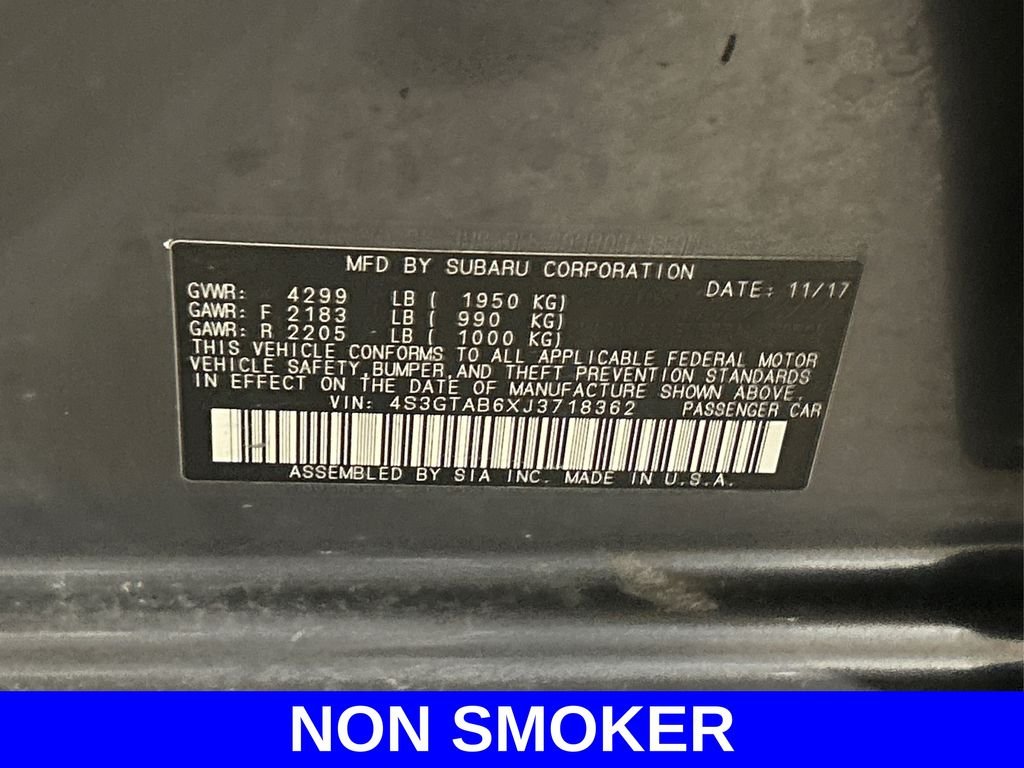 MFD BY SUBARU CORPORATION
DATE: 11/17
GVWR: 4299 LB ( 1950 KG)
GAWR: F 2183 LB ( 990 KG)
GAWR: R 2205 LB ( 1000 KG)
THIS VEHICLE CONFORMS TO ALL APPLICABLE FEDERAL MOTOR
VEHICLE SAFETY, BUMPER, AND THEFT PREVENTION STANDARDS
IN EFFECT ON THE DATE OF MANUFACTURE SHOWN ABOVE.
VIN: 4S3GTAB6XJ3718362 PASSENGER CAR
ASSEMBLED BY SIA INC. MADE IN U.S.A.
NON SMOKER